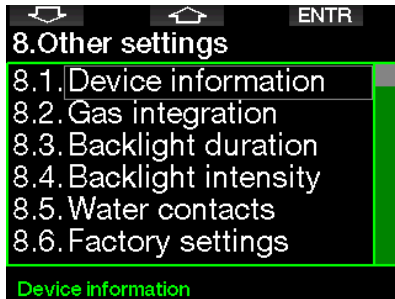 ENTR
8.Other settings
8.1.Device information
8.2.Gas integration
8.3.Backlight duration
8.4.Backlight intensity
8.5.Water contacts
8.6.Factory settings
Device information